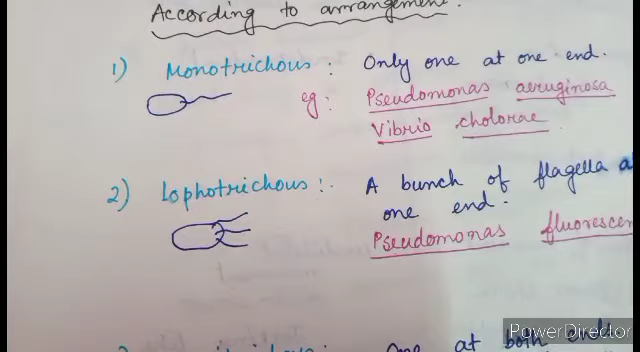 According to arrangement.
1) Monotrichous : Only one at one end.
eg: Pseudomonas aeruginosa
Vibrio cholorae
2) Lophotrichous :. A bunch of flagella a
one end.
Pseudomonas fluorescen
One at both ends
PowerDirector